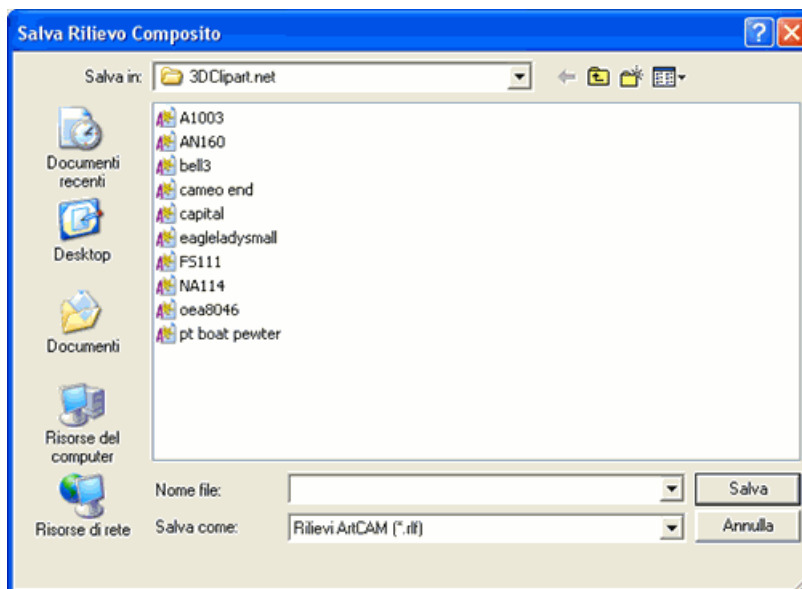 Salva Rilievo Composito
Salva in:
3DClipart.net
Documenti
recenti
Desktop
Documenti
Risorse del
computer
Risorse di rete
A1003
AN160
bell3
cameo end
capital
eagleladysmall
FS111
NA114
oea8046
pt boat pewter
Nome file:
Salva
Salva come:
Rilievi ArtCAM (*.rlf)
Annulla